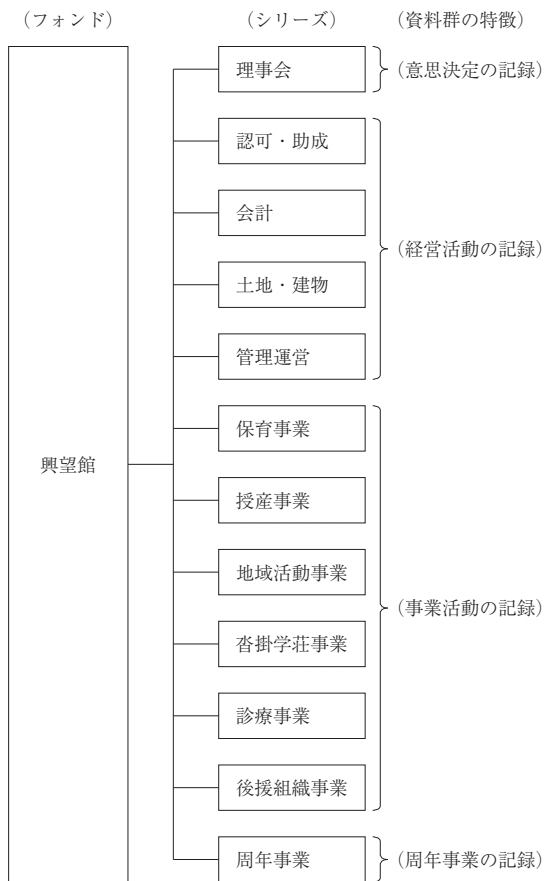 （フォンド）
（シリーズ）
（資料群の特徴）
理事会
（意思決定の記録）
認可・助成
会計
（経営活動の記録）
土地・建物
管理運営
保育事業
興望館
授産事業
地域活動事業
（事業活動の記録）
沓掛学荘事業
診療事業
後援組織事業
周年事業
（周年事業の記録）